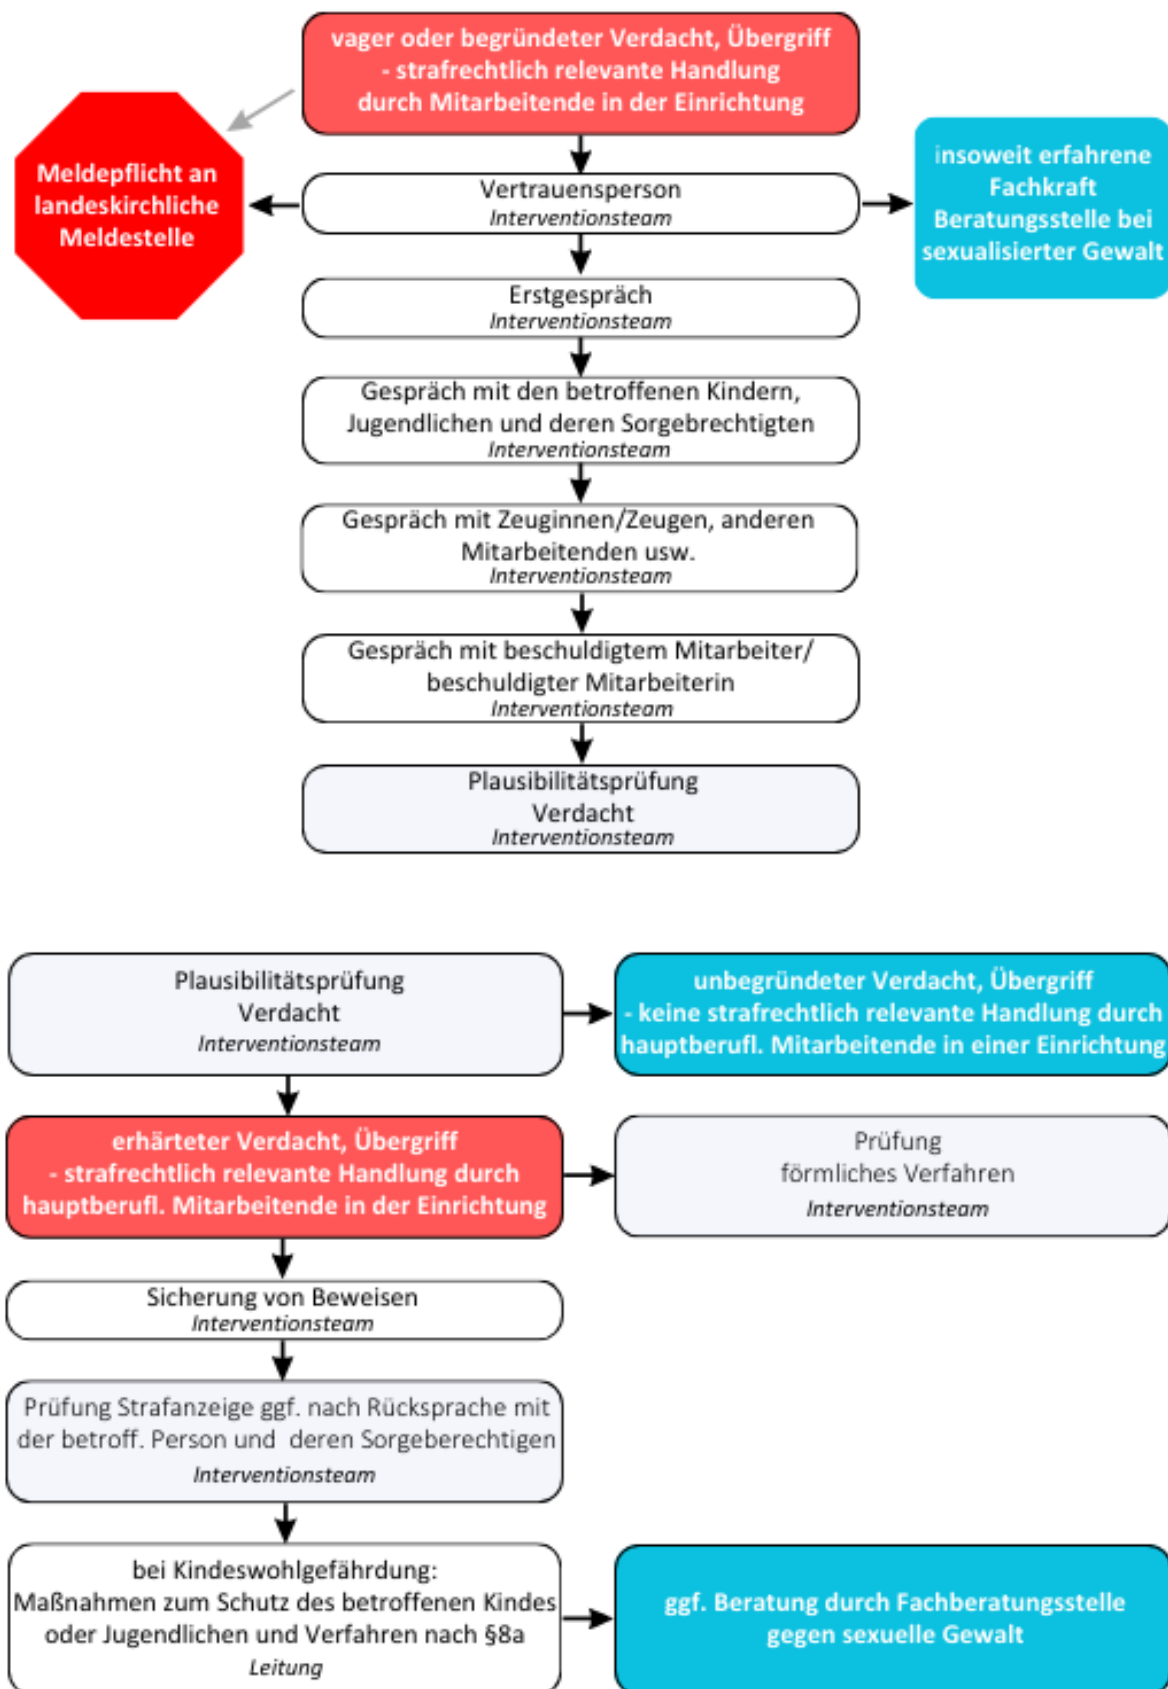 vager oder begründeter Verdacht, Übergriff
- strafrechtlich relevante Handlung
durch Mitarbeitende in der Einrichtung
Meldepflicht an
landeskirchliche
Meldestelle
Vertrauensperson
Interventionsteam
insoweit erfahrene
Fachkraft
Beratungsstelle bei
sexualisierter Gewalt
Erstgespräch
Interventionsteam
Gespräch mit den betroffenen Kindern,
Jugendlichen und deren Sorgebrechtigten
Interventionsteam
Gespräch mit Zeuginnen/Zeugen, anderen
Mitarbeitenden usw.
Interventionsteam
Gespräch mit beschuldigtem Mitarbeiter/
beschuldigter Mitarbeiterin
Interventionsteam
Plausibilitätsprüfung
Verdacht
Interventionsteam
Plausibilitätsprüfung
Verdacht
Interventionsteam
unbegründeter Verdacht, Übergriff
- keine strafrechtlich relevante Handlung durch
hauptberufl. Mitarbeitende in einer Einrichtung
erhärteter Verdacht, Übergriff
- strafrechtlich relevante Handlung durch
hauptberufl. Mitarbeitende in der Einrichtung
Prüfung
förmliches Verfahren
Interventionsteam
Sicherung von Beweisen
Interventionsteam
Prüfung Strafanzeige ggf. nach Rücksprache mit
der betroff. Person und deren Sorgeberechtigen
Interventionsteam
bei Kindeswohlgefährdung:
Maßnahmen zum Schutz des betroffenen Kindes
oder Jugendlichen und Verfahren nach §8a
Leitung
ggf. Beratung durch Fachberatungsstelle
gegen sexuelle Gewalt